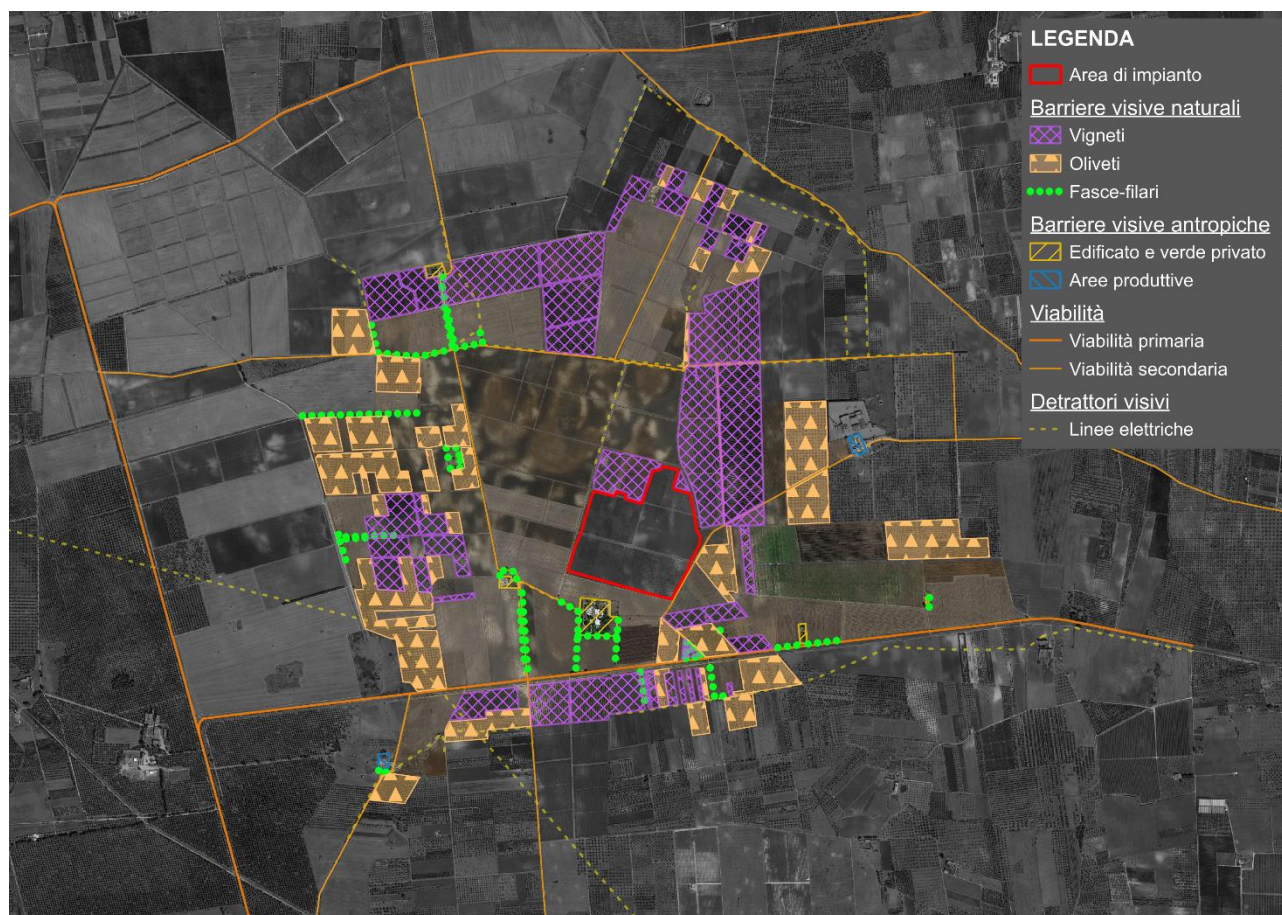 LEGENDA
Area di impianto
Barriere visive naturali
Vigneti
Oliveti
Fasce-filari
Barriere visive antropiche
Edificato e verde privato
Aree produttive
Viabilità
Viabilità primaria
Viabilità secondaria
Detrattori visivi
Linee elettriche